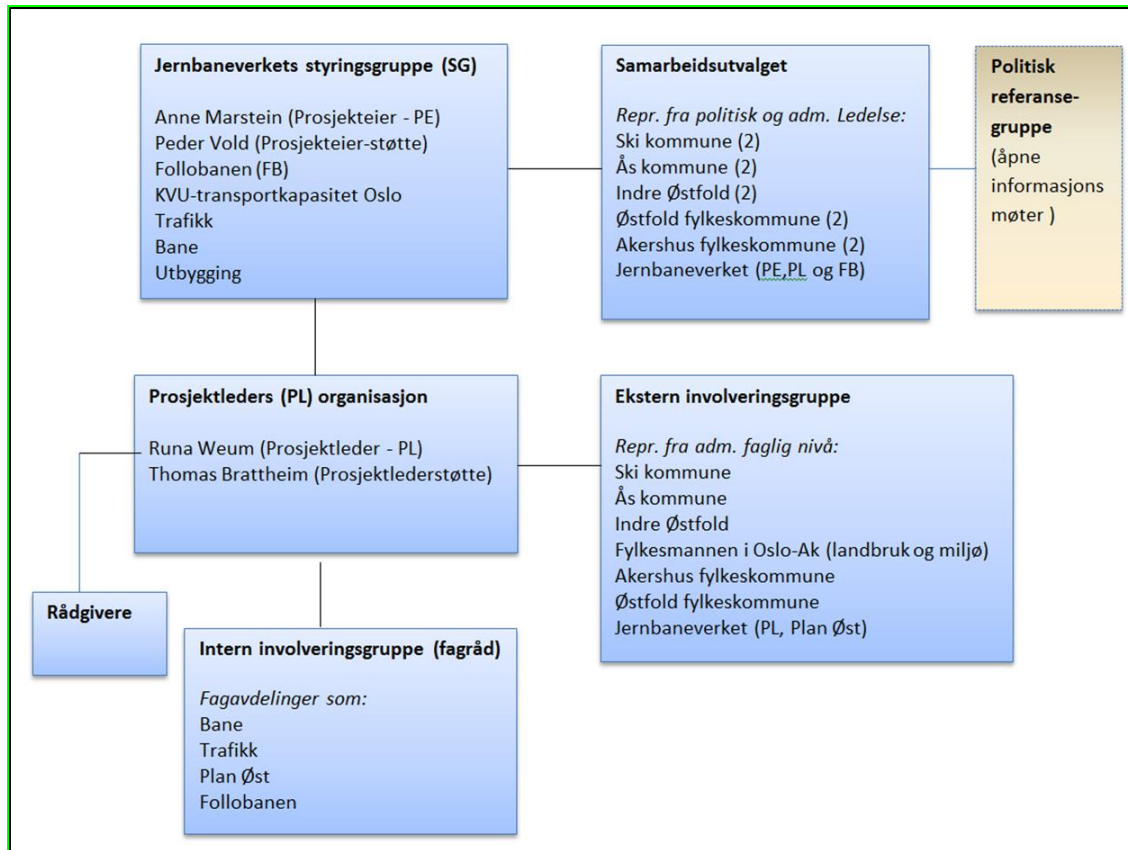 Jernbaneverkets styringsgruppe (SG)
Anne Marstein (Prosjekteier - PE)
Peder Vold (Prosjekteier-støtte)
Follobanen (FB)
KVU-transportkapasitet Oslo
Trafikk
Bane
Utbygging
Samarbeidsutvalget
Repr. fra politisk og adm. Ledelse:
Ski kommune (2)
Ås kommune (2)
Indre Østfold (2)
Østfold fylkeskommune (2)
Akershus fylkeskommune (2)
Jernbaneverket (PE,PL og FB)
Politisk
referanse-
gruppe
(åpne
informasjons
møter )
Prosjektleders (PL) organisasjon
Runa Weum (Prosjektleder - PL)
Thomas Brattheim (Prosjektlederstøtte)
Ekstern involveringsgruppe
Repr. fra adm. faglig nivå:
Ski kommune
Ås kommune
Indre Østfold
Fylkesmannen i Oslo-Ak (landbruk og miljø)
Akershus fylkeskommune
Østfold fylkeskommune
Jernbaneverket (PL, Plan Øst)
Rådgivere
Intern involveringsgruppe (fagråd)
Fagavdelinger som:
Bane
Trafikk
Plan Øst
Follobanen